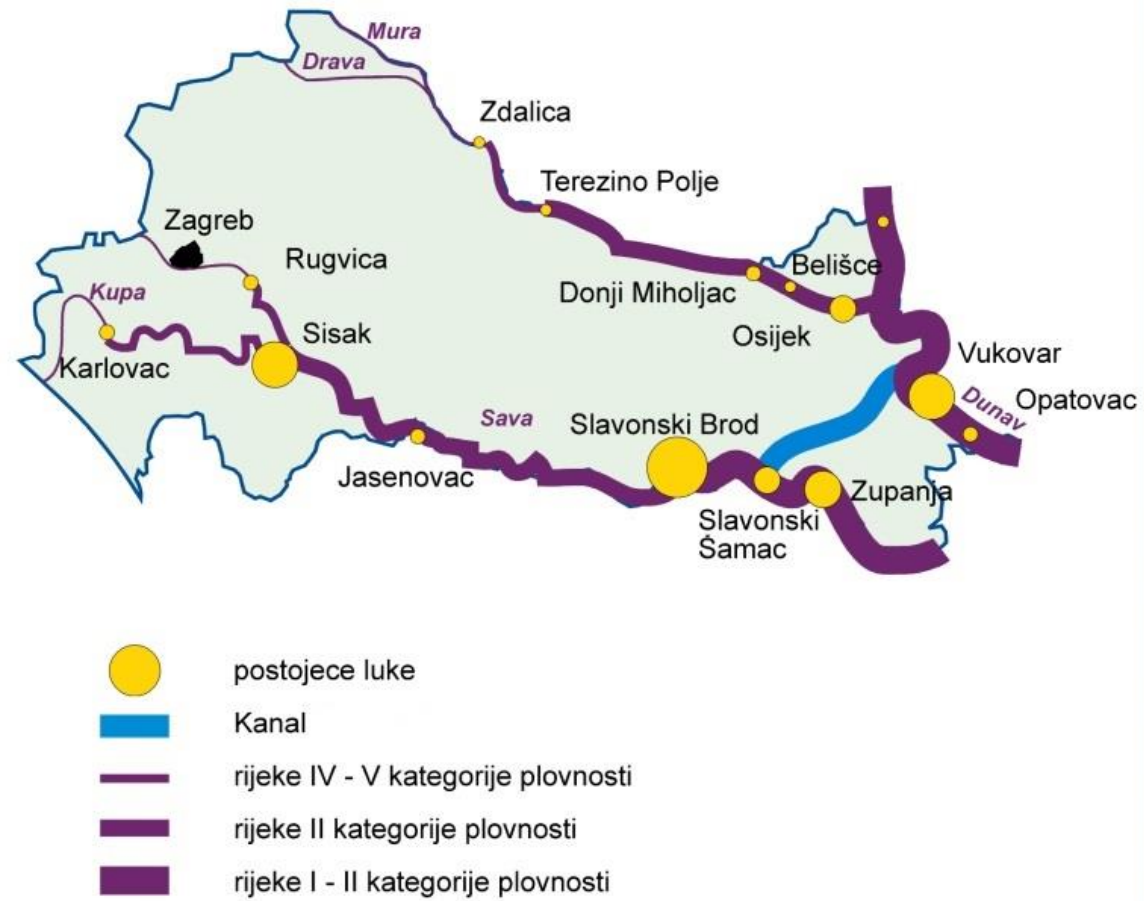 Mura
Drava
Zdalica
Terezino Polje
Zagreb
Rugvica
Belišce
Kupa
Donji Miholjac
Sisak
Osijek
Karlovac
Vukovar
Dunav
Opatovac
Sava
Slavonski Brod
Jasenovac
Zupanja
Slavonski
Šamac
postojece luke
Kanal
rijeke IV - V kategorije plovnosti
rijeke II kategorije plovnosti
rijeke I - II kategorije plovnosti